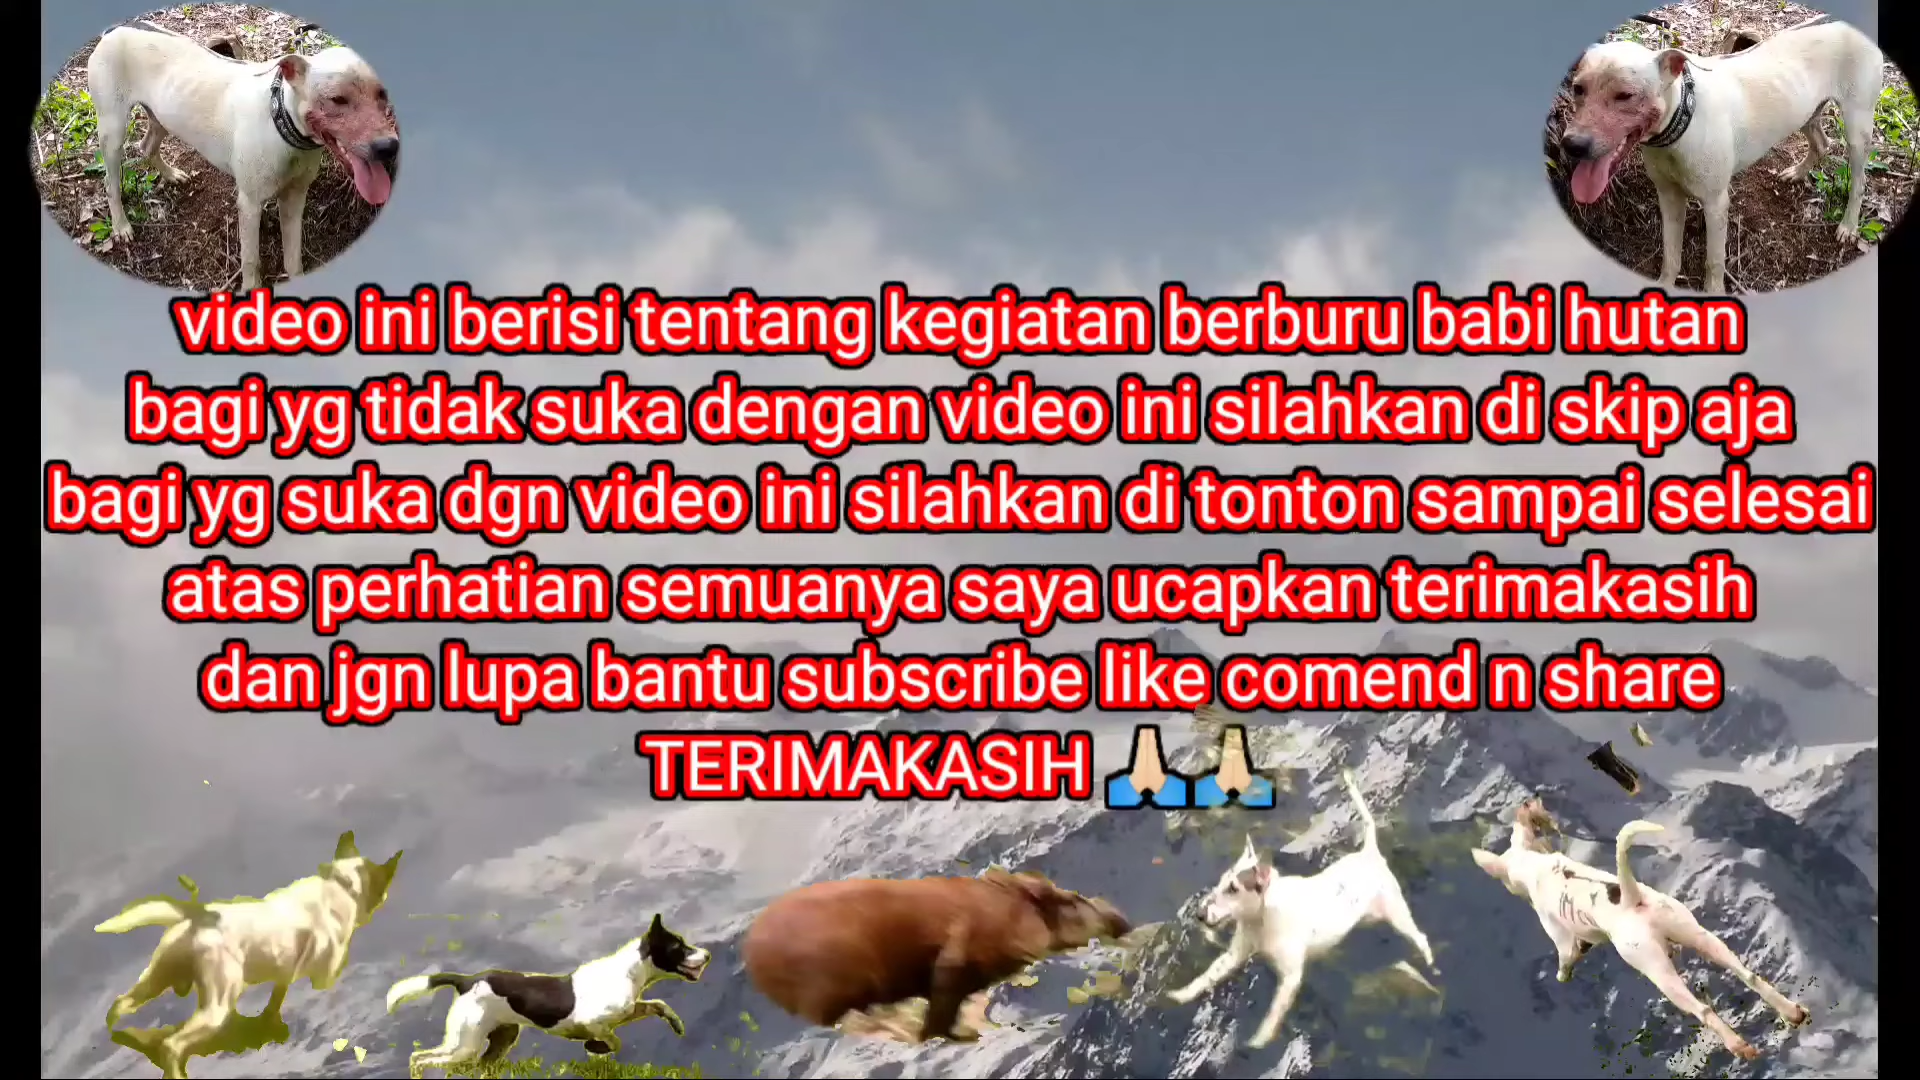 video ini berisi tentang kegiatan berburu babi hutan
bagi yg tidak suka dengan video ini silahkan di skip aja
bagi yg suka dgn video ini silahkan di tonton sampai selesai
atas perhatian semuanya saya ucapkan terimakasih
dan jgn lupa bantu subscribe like comend n share
TERIMAKASIH 🙏🏻🙏🏻